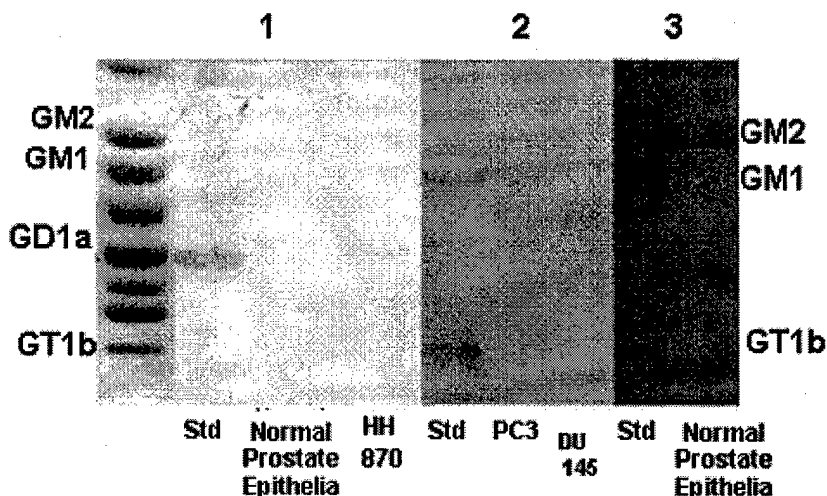 1 2 3
GM2 GM2
GM1 GM1
GD1a
GT1b GT1b
Std Normal Prostate Epithelia HH 870 Std PC3 DU 145 Std Normal Prostate Epithelia